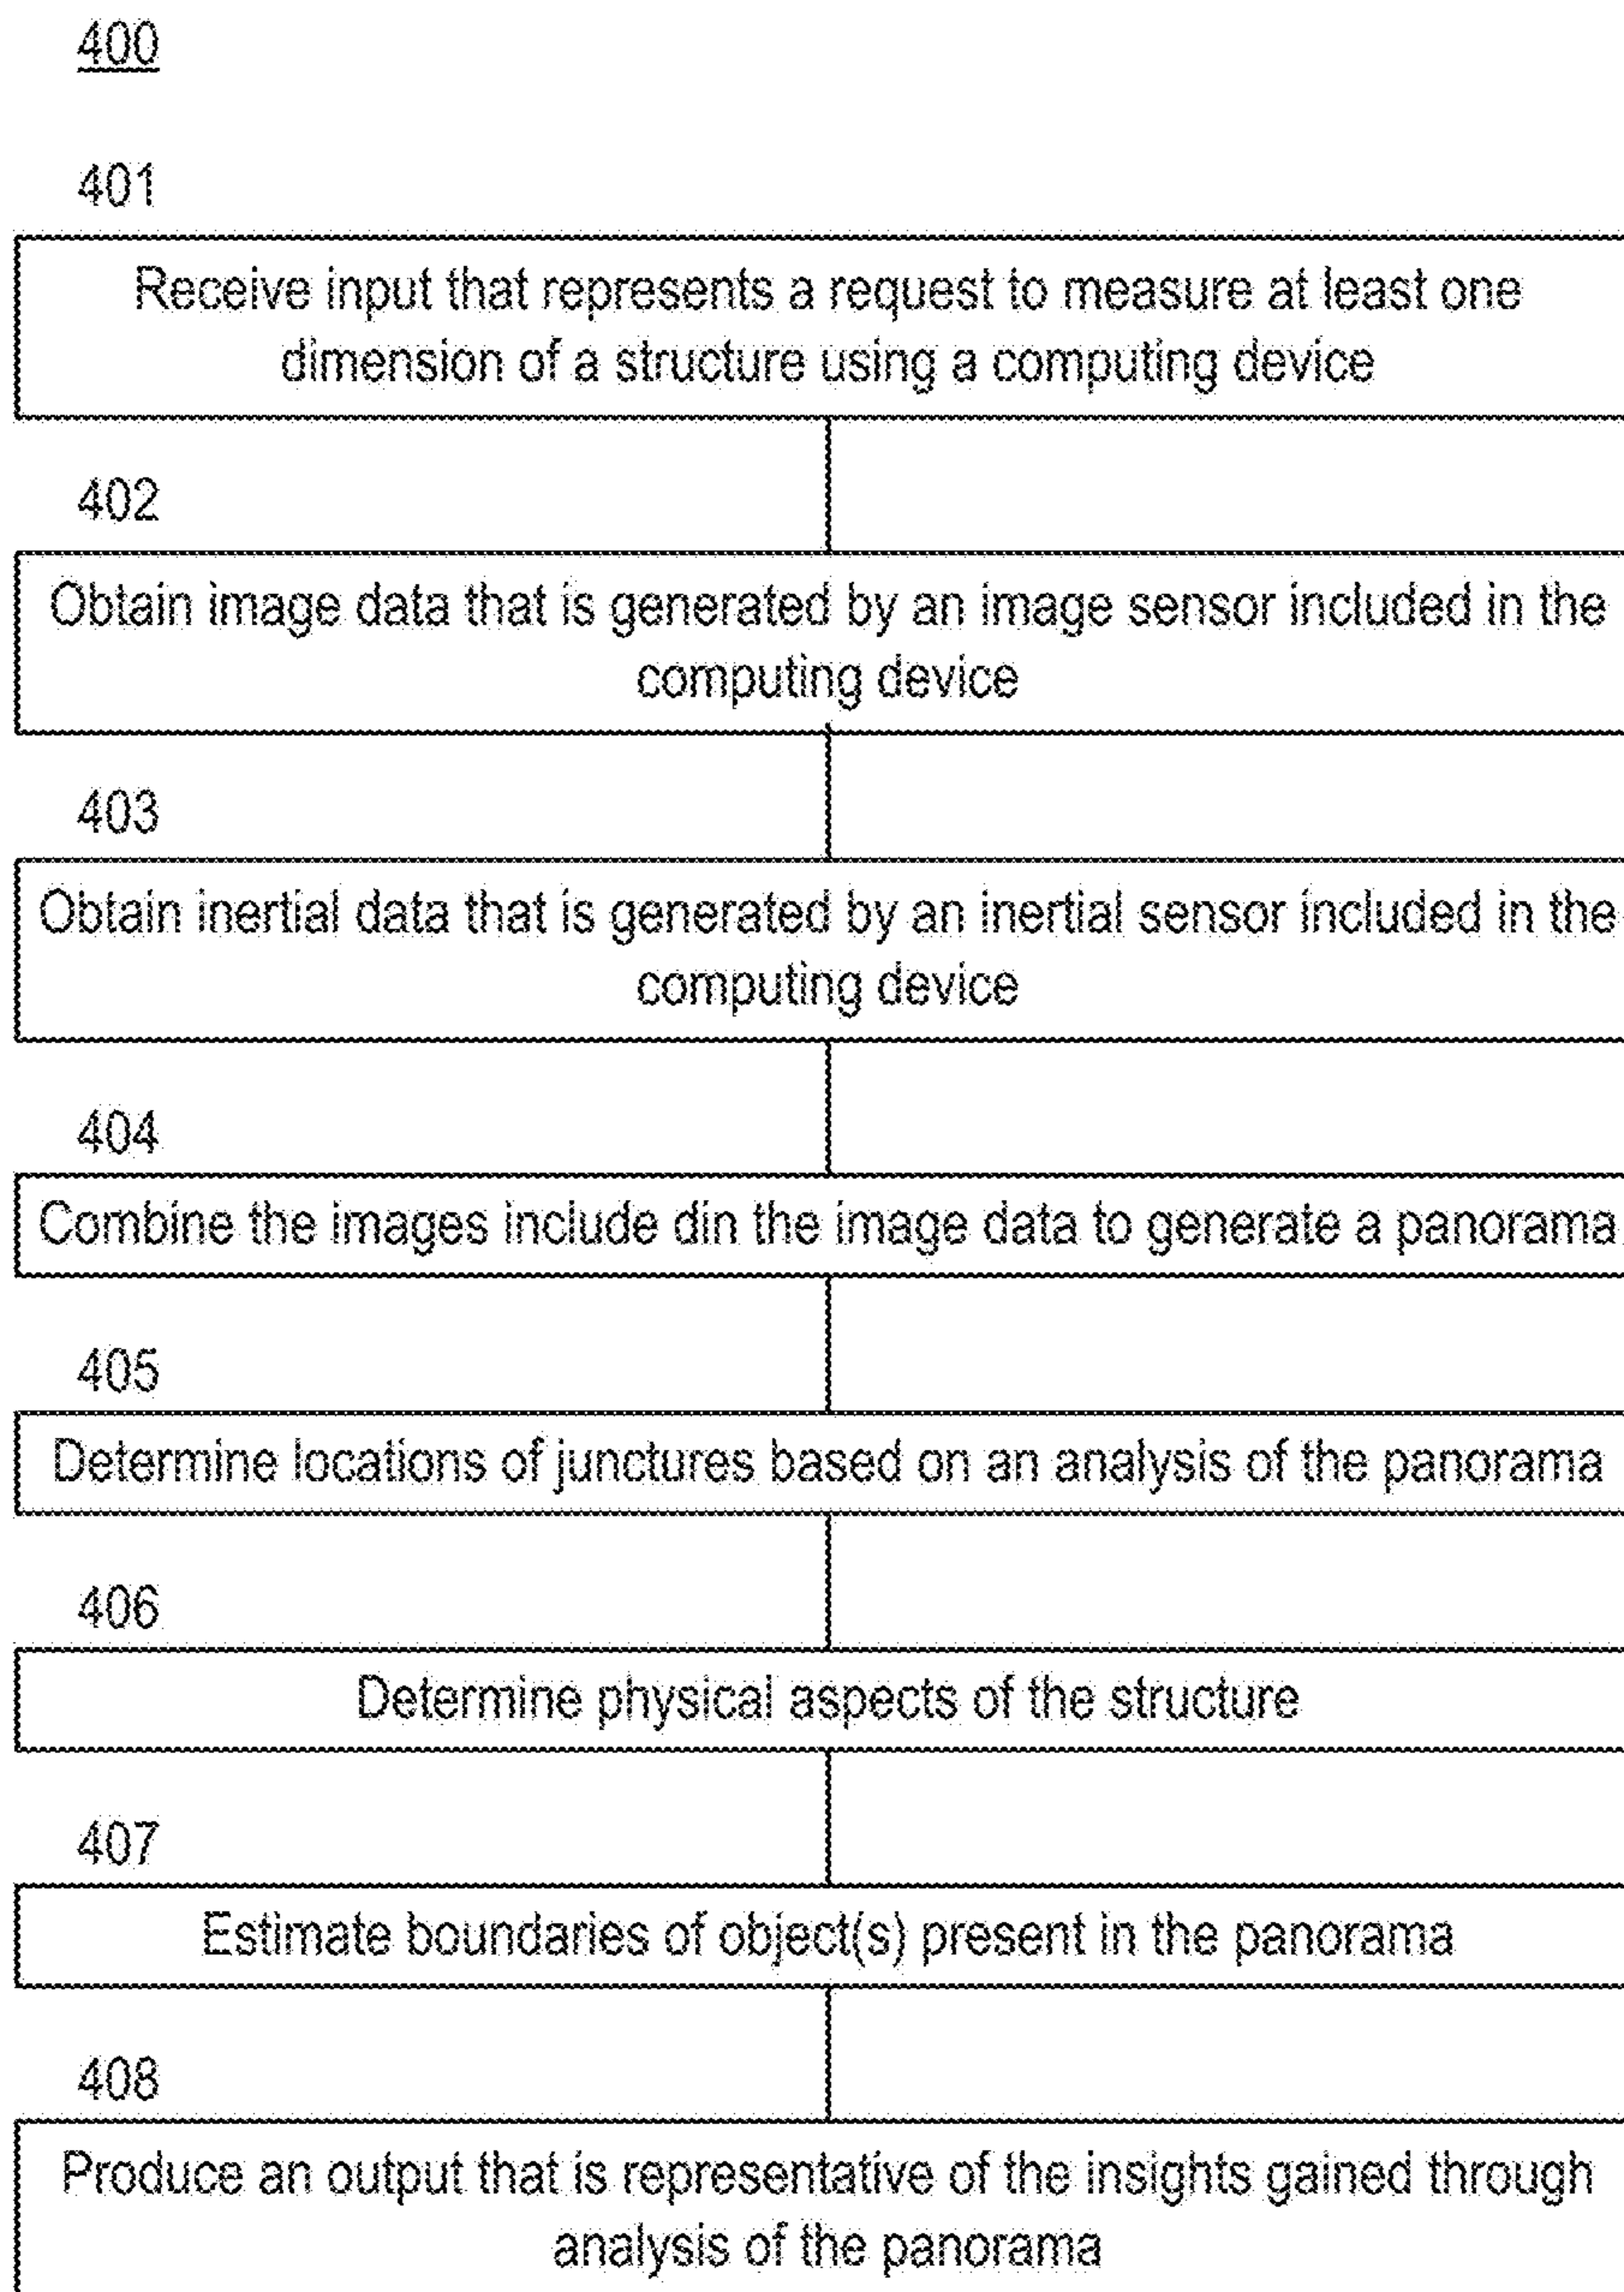 400
401
Receive input that represents a request to measure at least one
dimension of a structure using a computing device
402
Obtain image data that is generated by an image sensor included in the
computing device
403
Obtain inertial data that is generated by an inertial sensor included in the
computing device
404
Combine the images include din the image data to generate a panorama
405
Determine locations of junctures based on an analysis of the panorama
406
Determine physical aspects of the structure
407
Estimate boundaries of object(s) present in the panorama
408
Produce an output that is representative of the insights gained through
analysis of the panorama